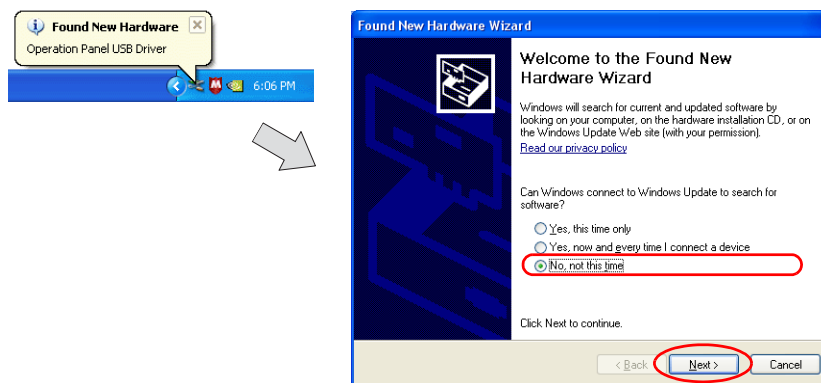 Found New Hardware
Operation Panel USB Driver
6:06 PM
Found New Hardware Wizard
Welcome to the Found New
Hardware Wizard
Windows will search for current and updated software by
looking on your computer, on the hardware installation CD, or on
the Windows Update Web site (with your permission).
Read our privacy policy
Can Windows connect to Windows Update to search for
software?
Yes, this time only
Yes, now and every time I connect a device
No, not this time
Click Next to continue.
< Back
Next >
Cancel